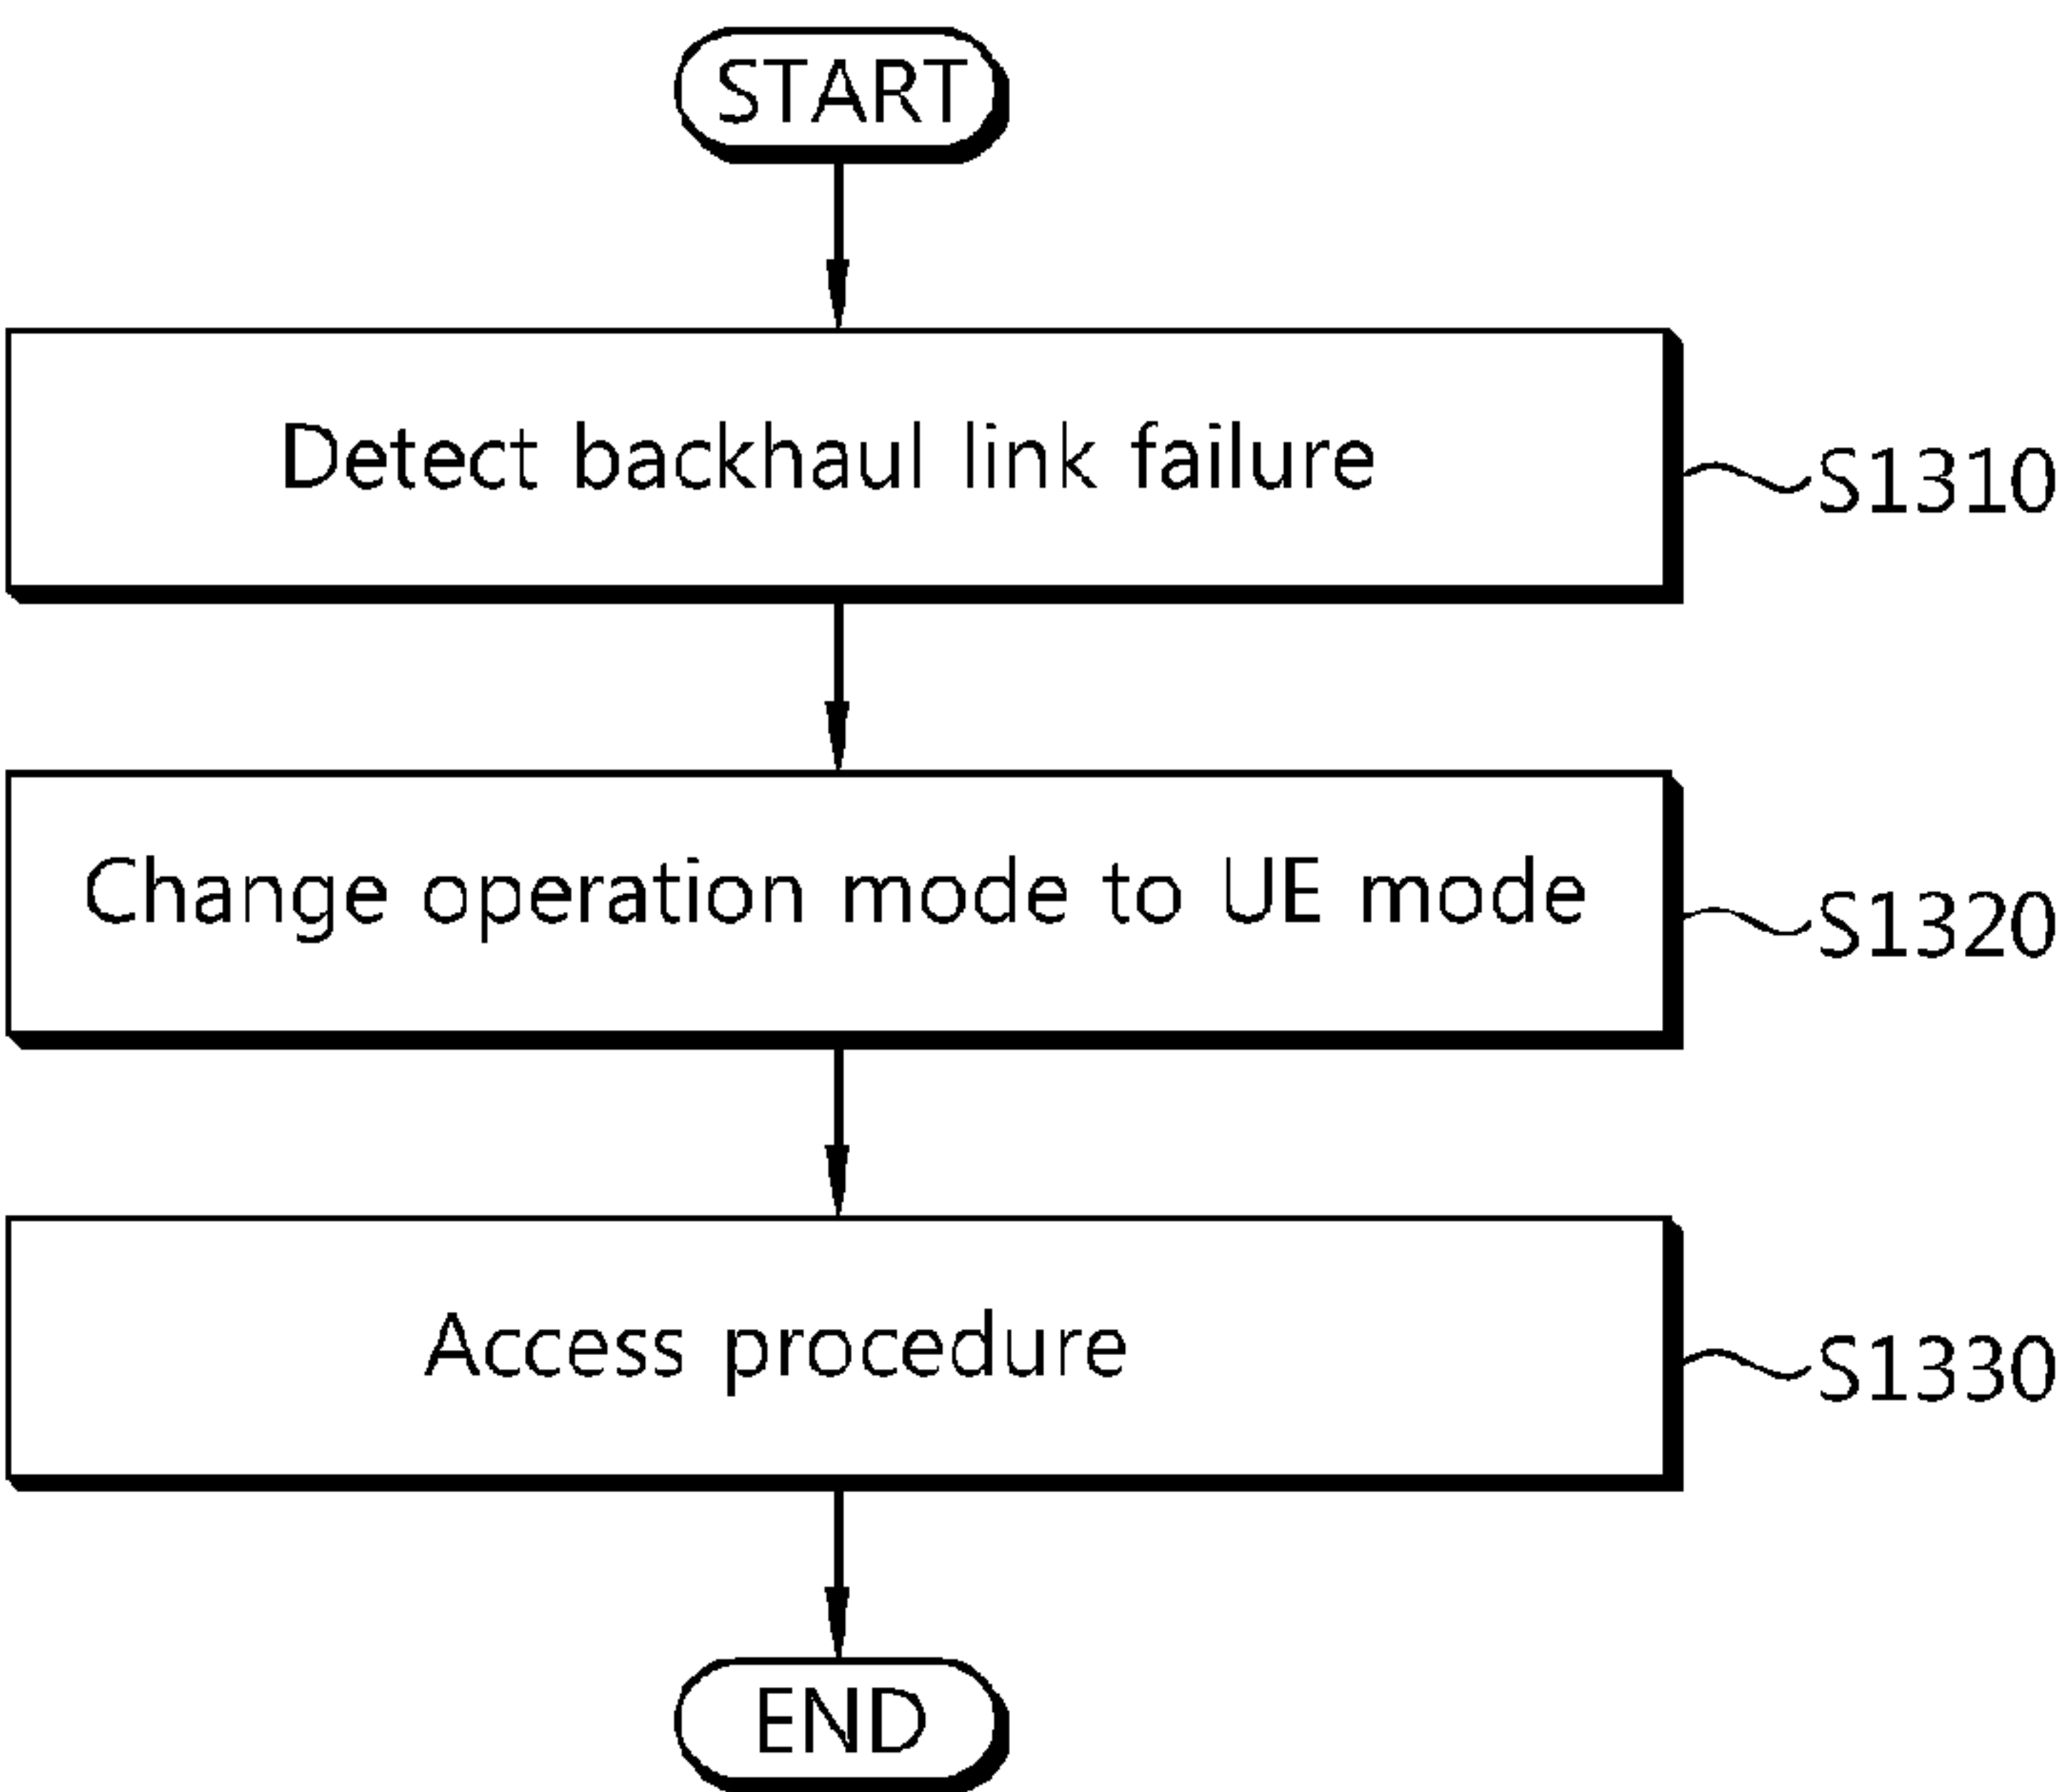 START
Detect backhaul link failure
S1310
Change operation mode to UE mode
S1320
Access procedure
S1330
END